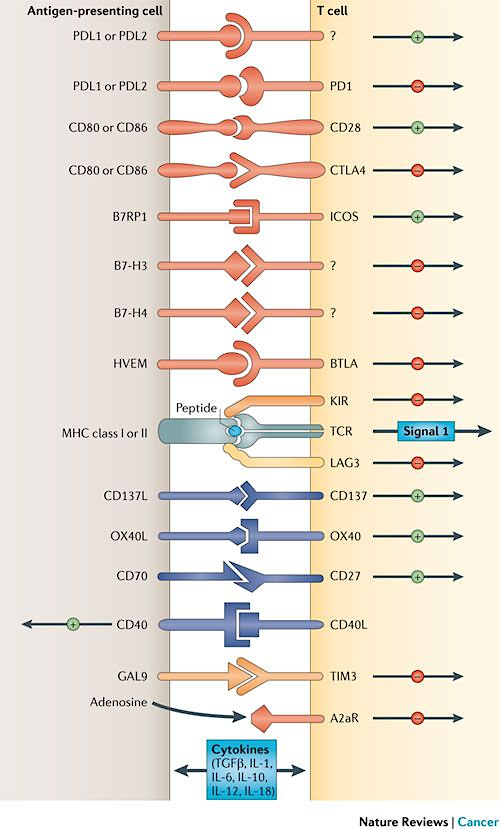 Antigen-presenting cell T cell
PDL1 or PDL2 ? +
PDL1 or PDL2 PD1 –
CD80 or CD86 CD28 +
CD80 or CD86 CTLA4 –
B7RP1 ICOS +
B7-H3 ? –
B7-H4 ? –
HVEM BTLA –
KIR –
Peptide
MHC class I or II TCR Signal 1
LAG3 –
CD137L CD137 +
OX40L OX40 +
CD70 CD27 +
+ CD40 CD40L
GAL9 TIM3 –
Adenosine
A2aR –
Cytokines
(TGFβ, IL-1,
IL-6, IL-10,
IL-12, IL-18)
Nature Reviews | Cancer